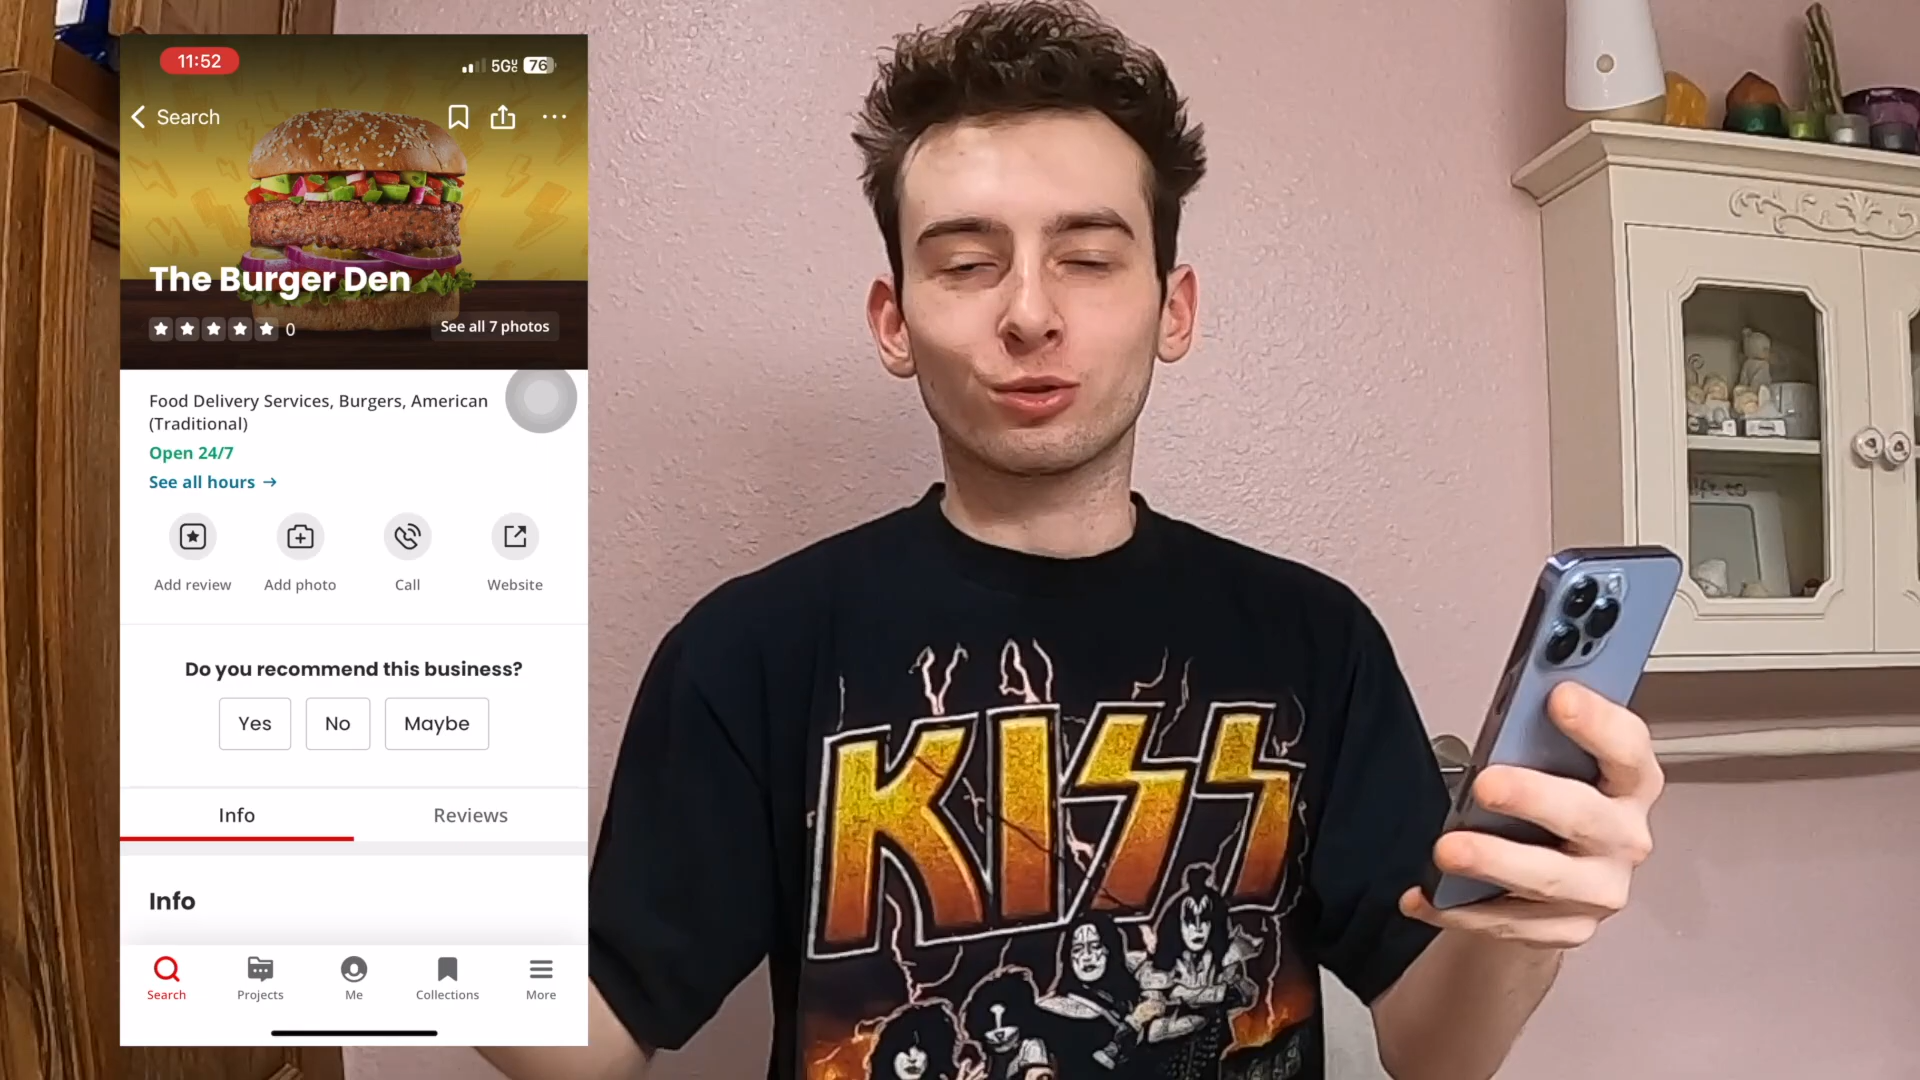 11:52
5G
76
Search
The Burger Den
0
See all 7 photos
Food Delivery Services, Burgers, American
(Traditional)
Open 24/7
See all hours →
Add review
Add photo
Call
Website
Do you recommend this business?
Yes
No
Maybe
Info
Reviews
Info
Search
Projects
Me
Collections
More
KISS